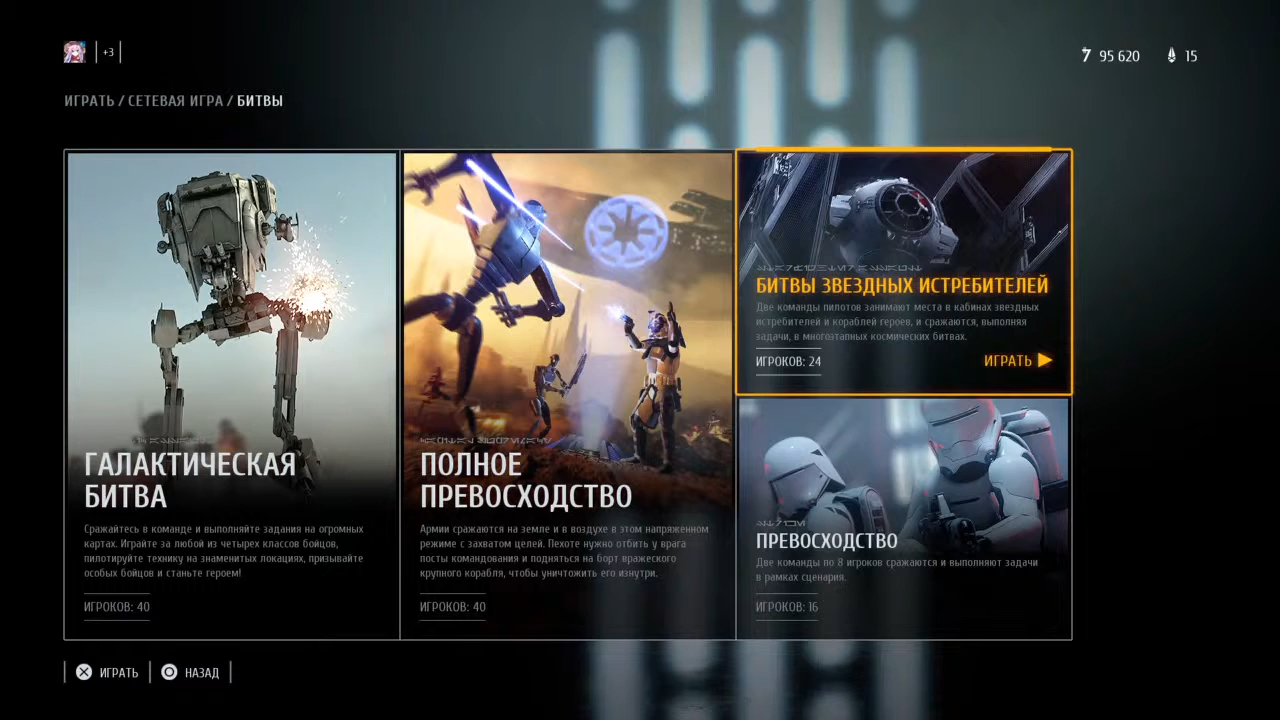 +3
95 620
15
ИГРАТЬ / СЕТЕВАЯ ИГРА / БИТВЫ
ГАЛАКТИЧЕСКАЯ
БИТВА
Сражайтесь в команде и выполняйте задания на огромных
картах. Играйте за любой из четырех классов бойцов,
пилотируйте технику на знаменитых локациях, призывайте
особых бойцов и станьте героем!
ИГРОКОВ: 40
ПОЛНОЕ
ПРЕВОСХОДСТВО
Армии сражаются на земле и в воздухе в этом напряженном
режиме с захватом целей. Пехоте нужно отбить у врага
посты командования и подняться на борт вражеского
крупного корабля, чтобы уничтожить его изнутри.
ИГРОКОВ: 40
БИТВЫ ЗВЕЗДНЫХ ИСТРЕБИТЕЛЕЙ
Две команды пилотов занимают места в кабинах звездных
истребителей и кораблей героев, и сражаются, выполняя
задачи, в многоэтапных космических битвах.
ИГРОКОВ: 24
ИГРАТЬ
ПРЕВОСХОДСТВО
Две команды по 8 игроков сражаются и выполняют задачи
в рамках сценария.
ИГРОКОВ: 16
ИГРАТЬ
НАЗАД